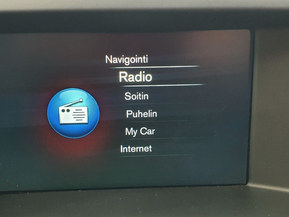 Navigointi
Radio
Soitin
Puhelin
My Car
Internet